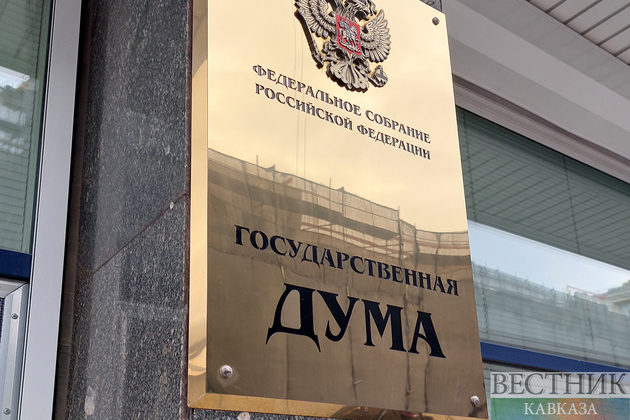 ФЕДЕРАЛЬНОЕ СОБРАНИЕ
РОССИЙСКОЙ ФЕДЕРАЦИИ
ГОСУДАРСТВЕННАЯ
ДУМА
ВЕСТНИК
КАВКАЗА